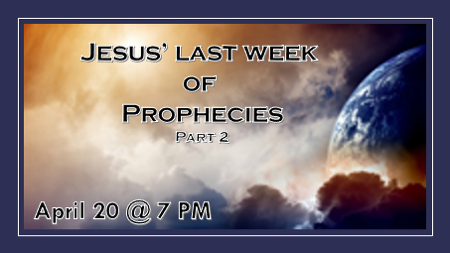 Jesus’ last week
of
Prophecies
Part 2
April 20 @ 7 PM